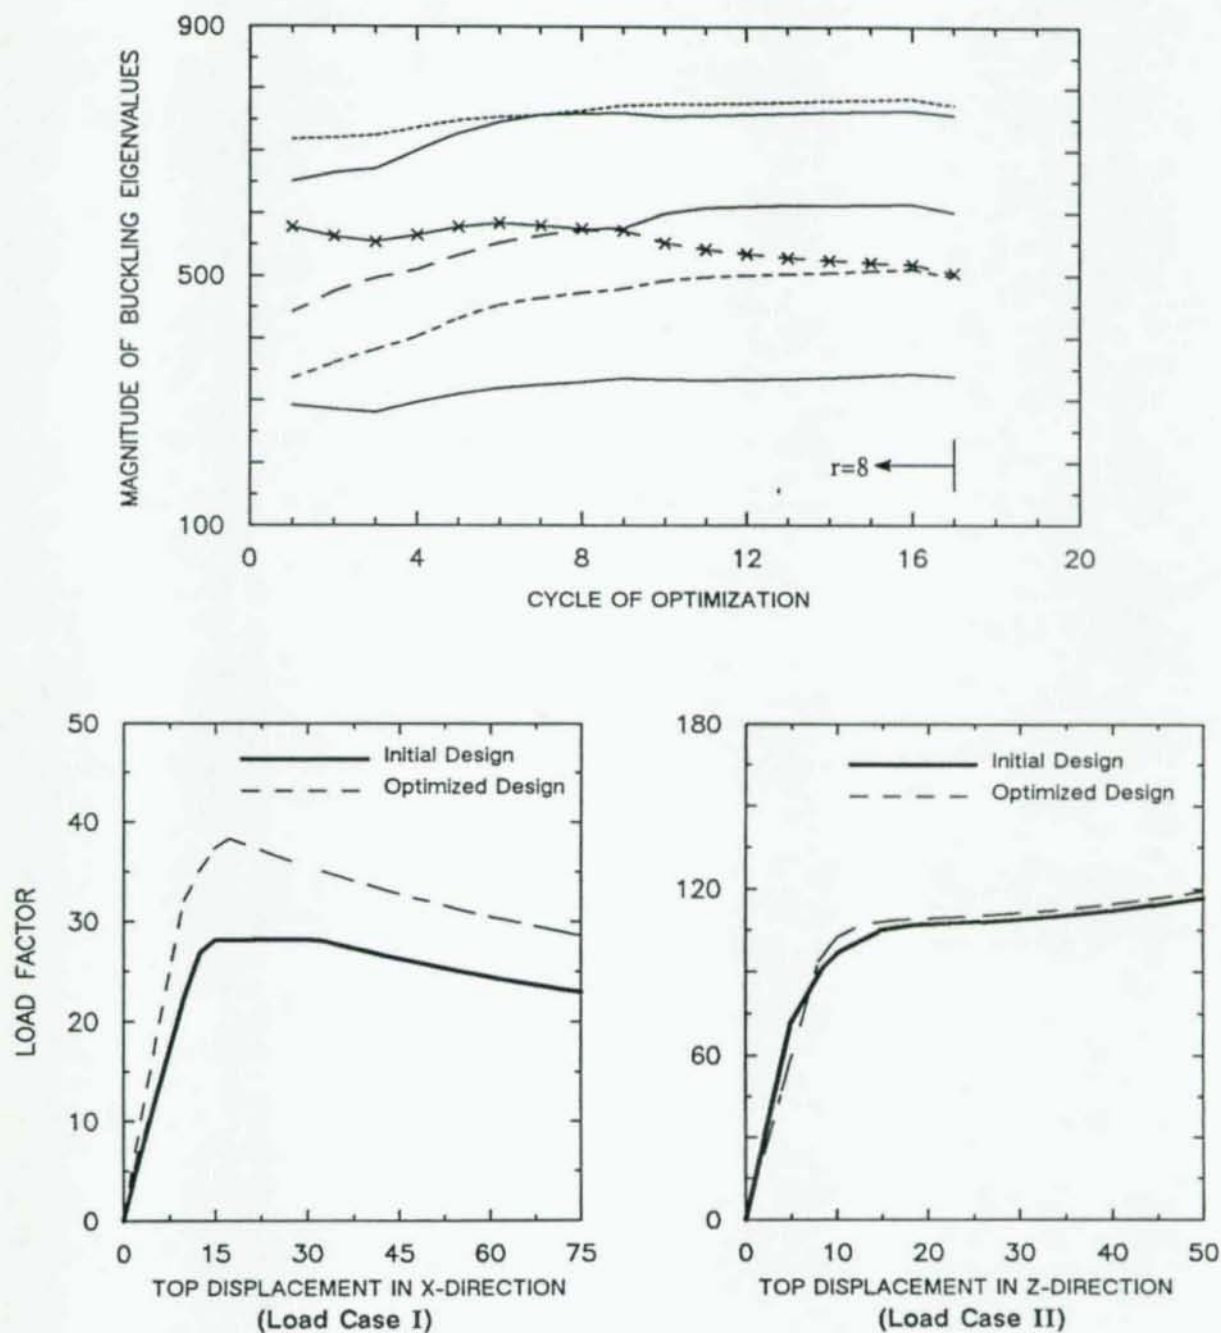 900
500
100
MAGNITUDE OF BUCKLING EIGENVALUES
r=8
0 4 8 12 16 20
CYCLE OF OPTIMIZATION
50
40
30
20
10
0
LOAD FACTOR
Initial Design
Optimized Design
0 15 30 45 60 75
TOP DISPLACEMENT IN X-DIRECTION
(Load Case I)
180
120
60
0
Initial Design
Optimized Design
0 10 20 30 40 50
TOP DISPLACEMENT IN Z-DIRECTION
(Load Case II)